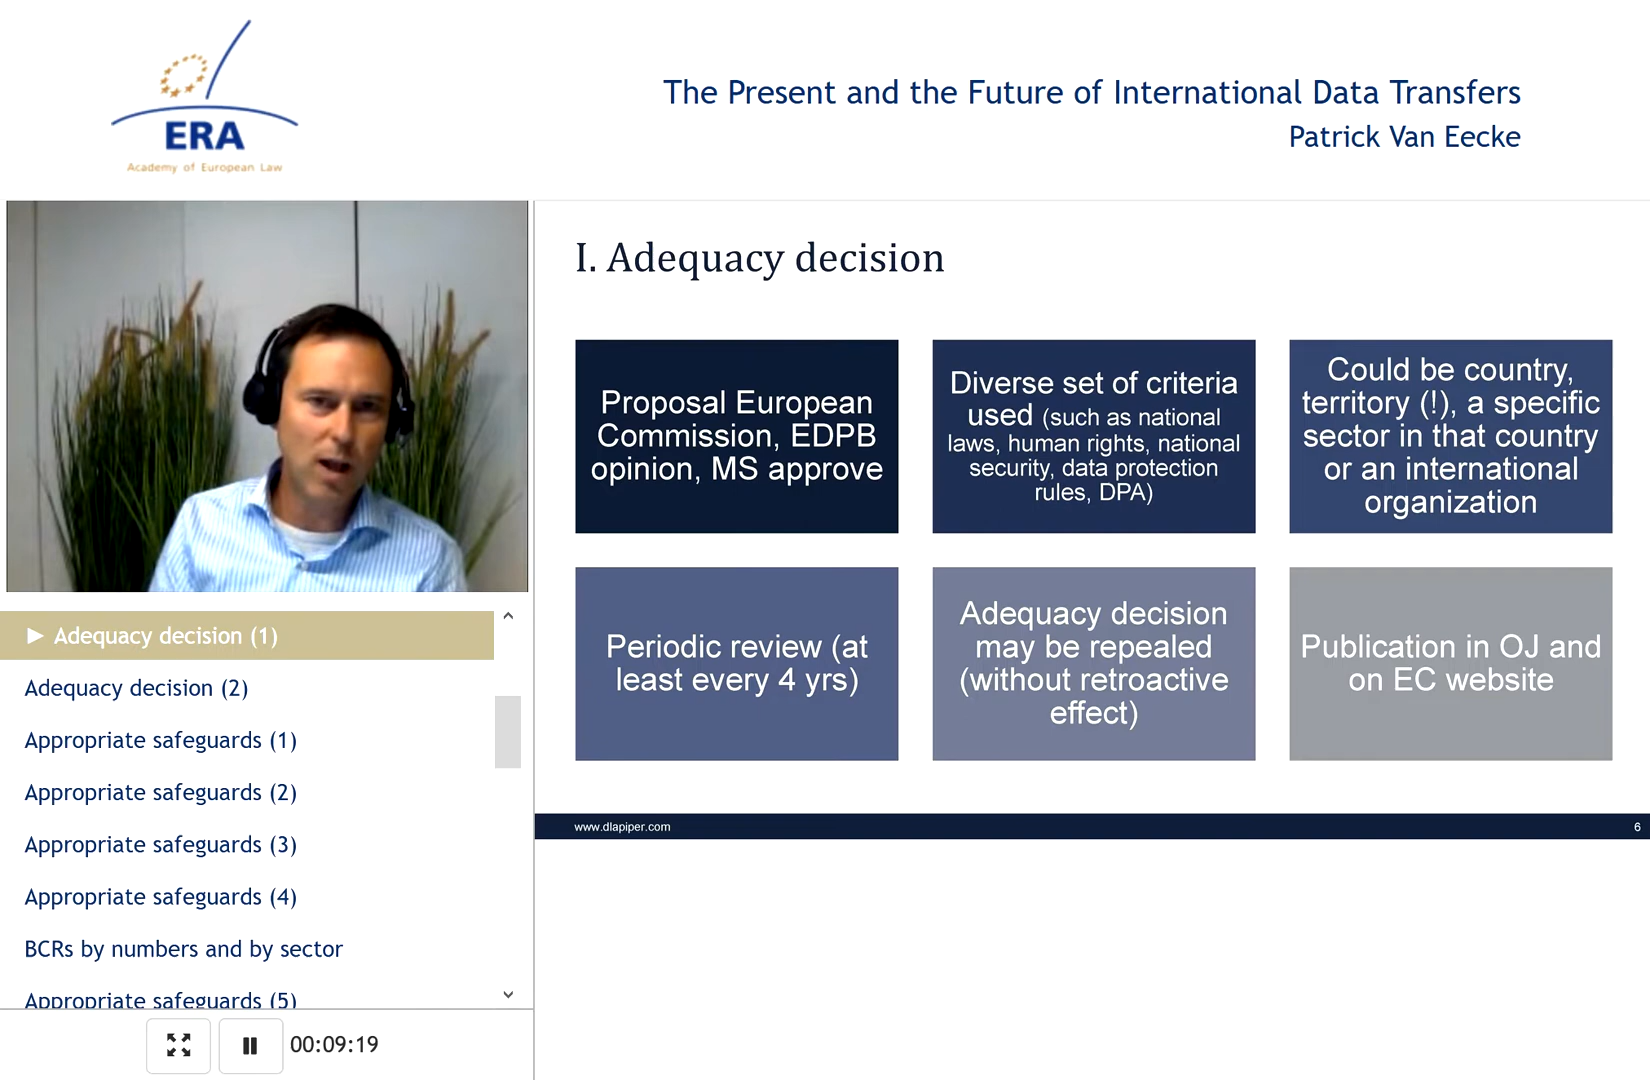 ERA
Academy of European Law
The Present and the Future of International Data Transfers
Patrick Van Eecke
I. Adequacy decision
Proposal European
Commission, EDPB
opinion, MS approve
Diverse set of criteria
used (such as national
laws, human rights, national
security, data protection
rules, DPA)
Could be country,
territory (!), a specific
sector in that country
or an international
organization
Periodic review (at
least every 4 yrs)
Adequacy decision
may be repealed
(without retroactive
effect)
Publication in OJ and
on EC website
www.dlapiper.com
6
► Adequacy decision (1)
Adequacy decision (2)
Appropriate safeguards (1)
Appropriate safeguards (2)
Appropriate safeguards (3)
Appropriate safeguards (4)
BCRs by numbers and by sector
Appropriate safeguards (5)
00:09:19